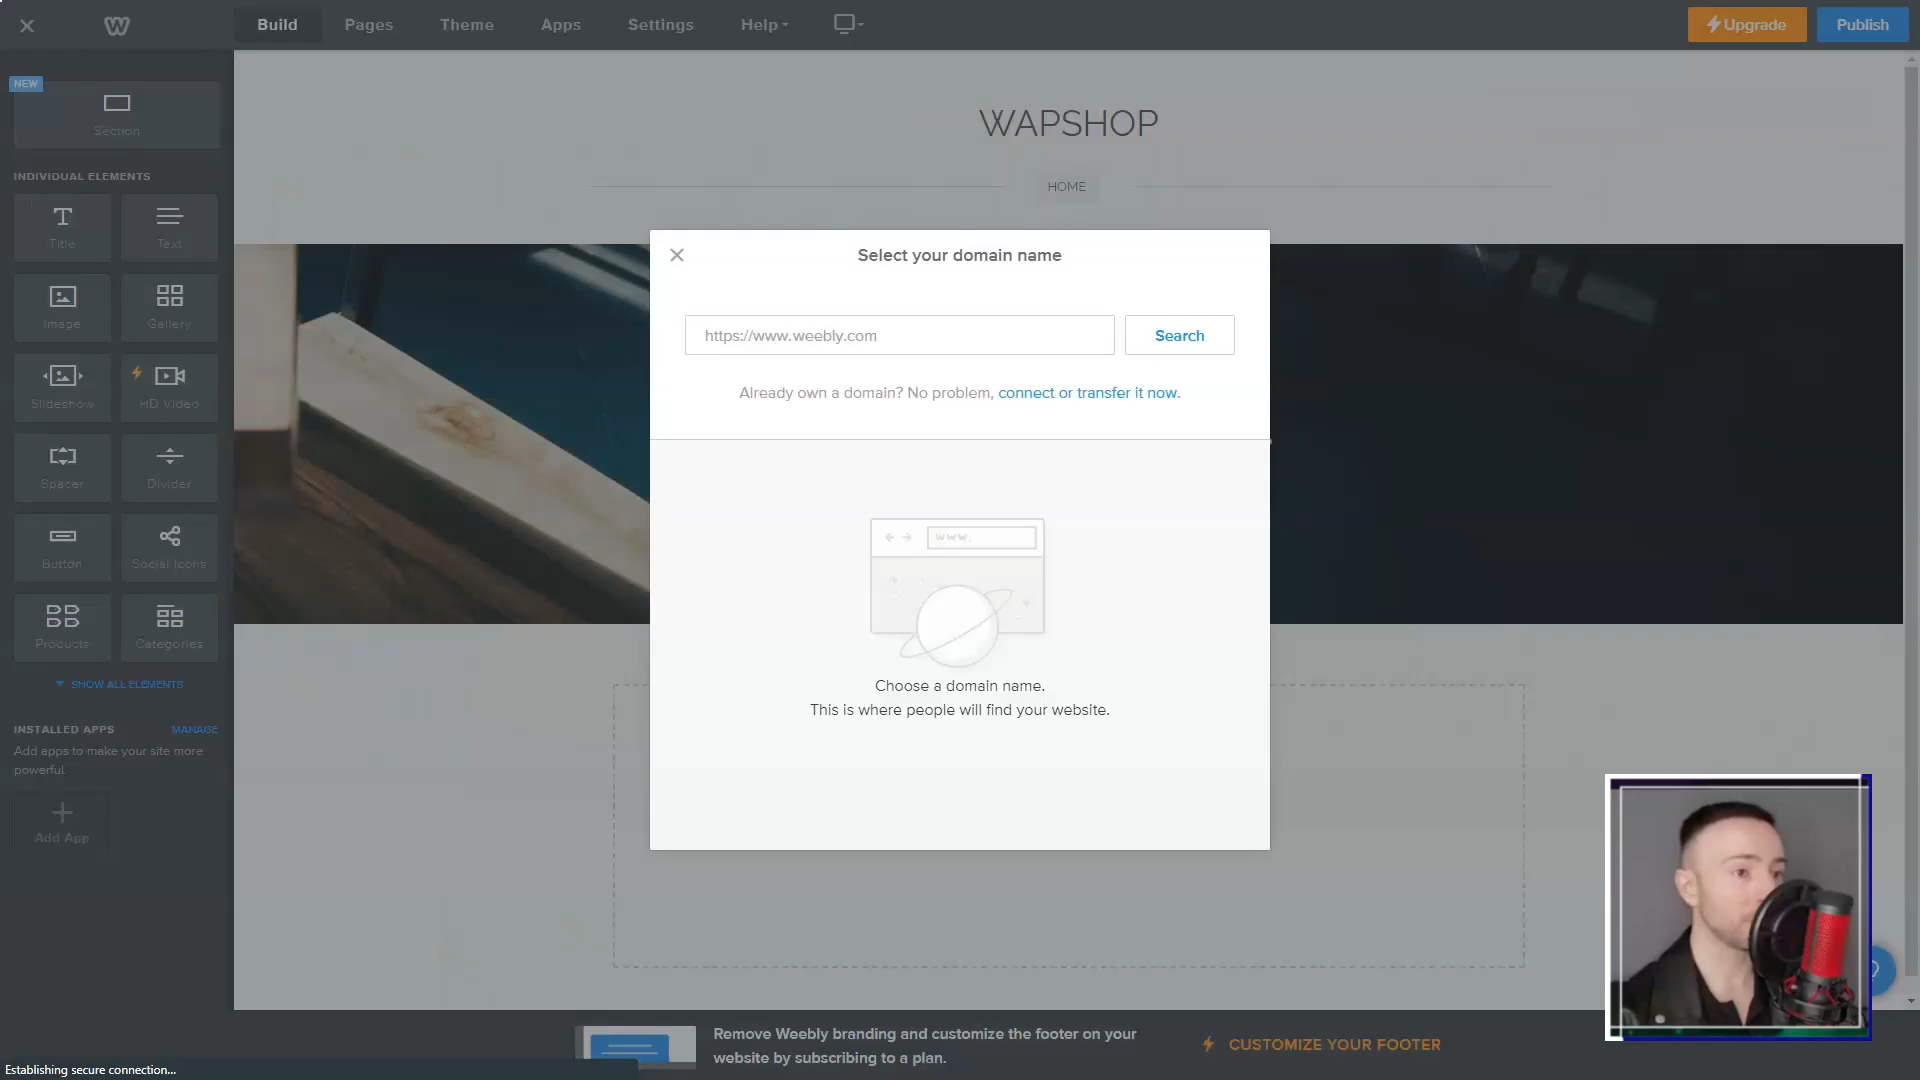 Build
Pages
Theme
Apps
Settings
Help
Upgrade
Publish
NEW
Section
INDIVIDUAL ELEMENTS
Title
Text
Image
Gallery
Slideshow
HD Video
Spacer
Divider
Button
Social Icons
Products
Categories
SHOW ALL ELEMENTS
INSTALLED APPS
MANAGE
Add apps to make your site more
powerful.
Add App
WAPSHOP
HOME
Select your domain name
https://www.weebly.com
Search
Already own a domain? No problem, connect or transfer it now.
www.
Choose a domain name.
This is where people will find your website.
Remove Weebly branding and customize the footer on your
website by subscribing to a plan.
CUSTOMIZE YOUR FOOTER
Establishing secure connection...